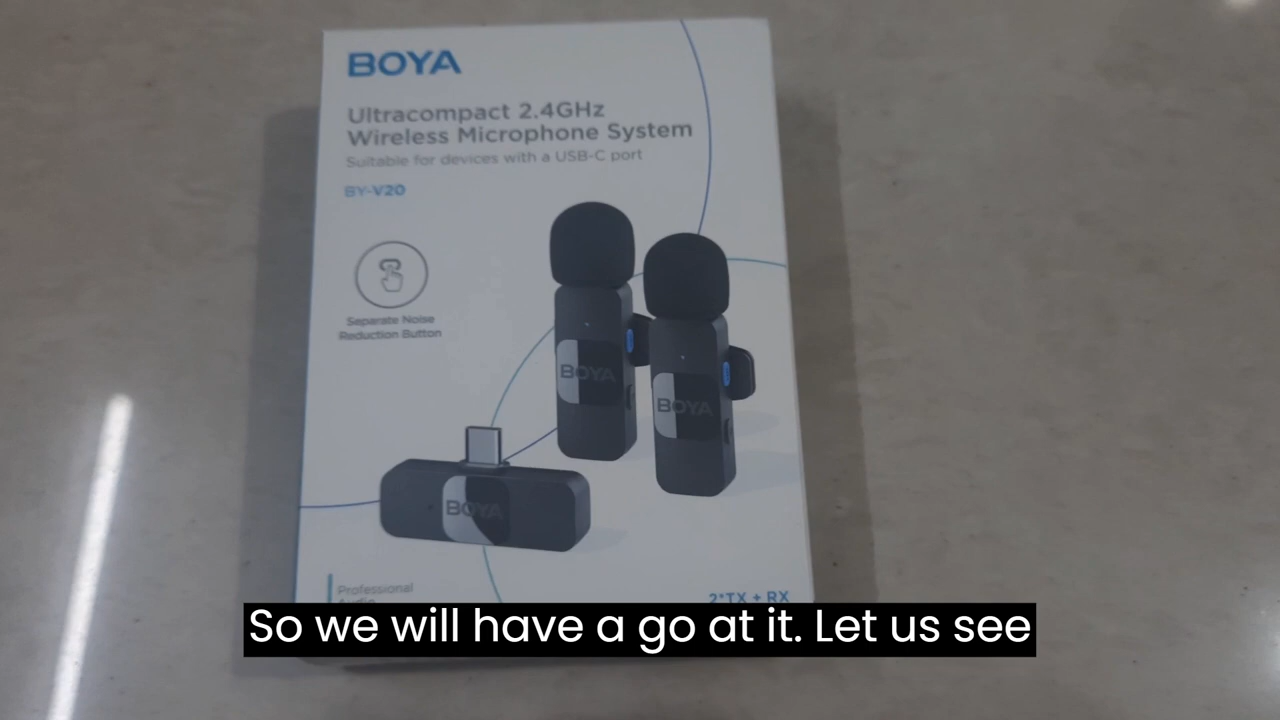 BOYA
Ultracompact 2.4GHz
Wireless Microphone System
Suitable for devices with a USB-C port
BY-V20
Separate Noise
Reduction Button
BOYA
BOYA
BOYA
Professional
Audio
2*TX + RX
So we will have a go at it. Let us see